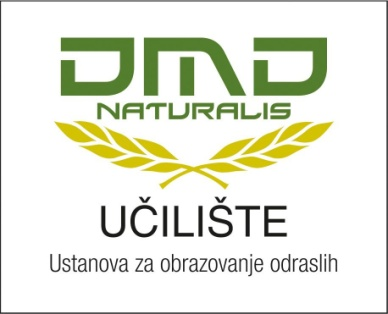 DMD
NATURALIS
UČILIŠTE
Ustanova za obrazovanje odraslih